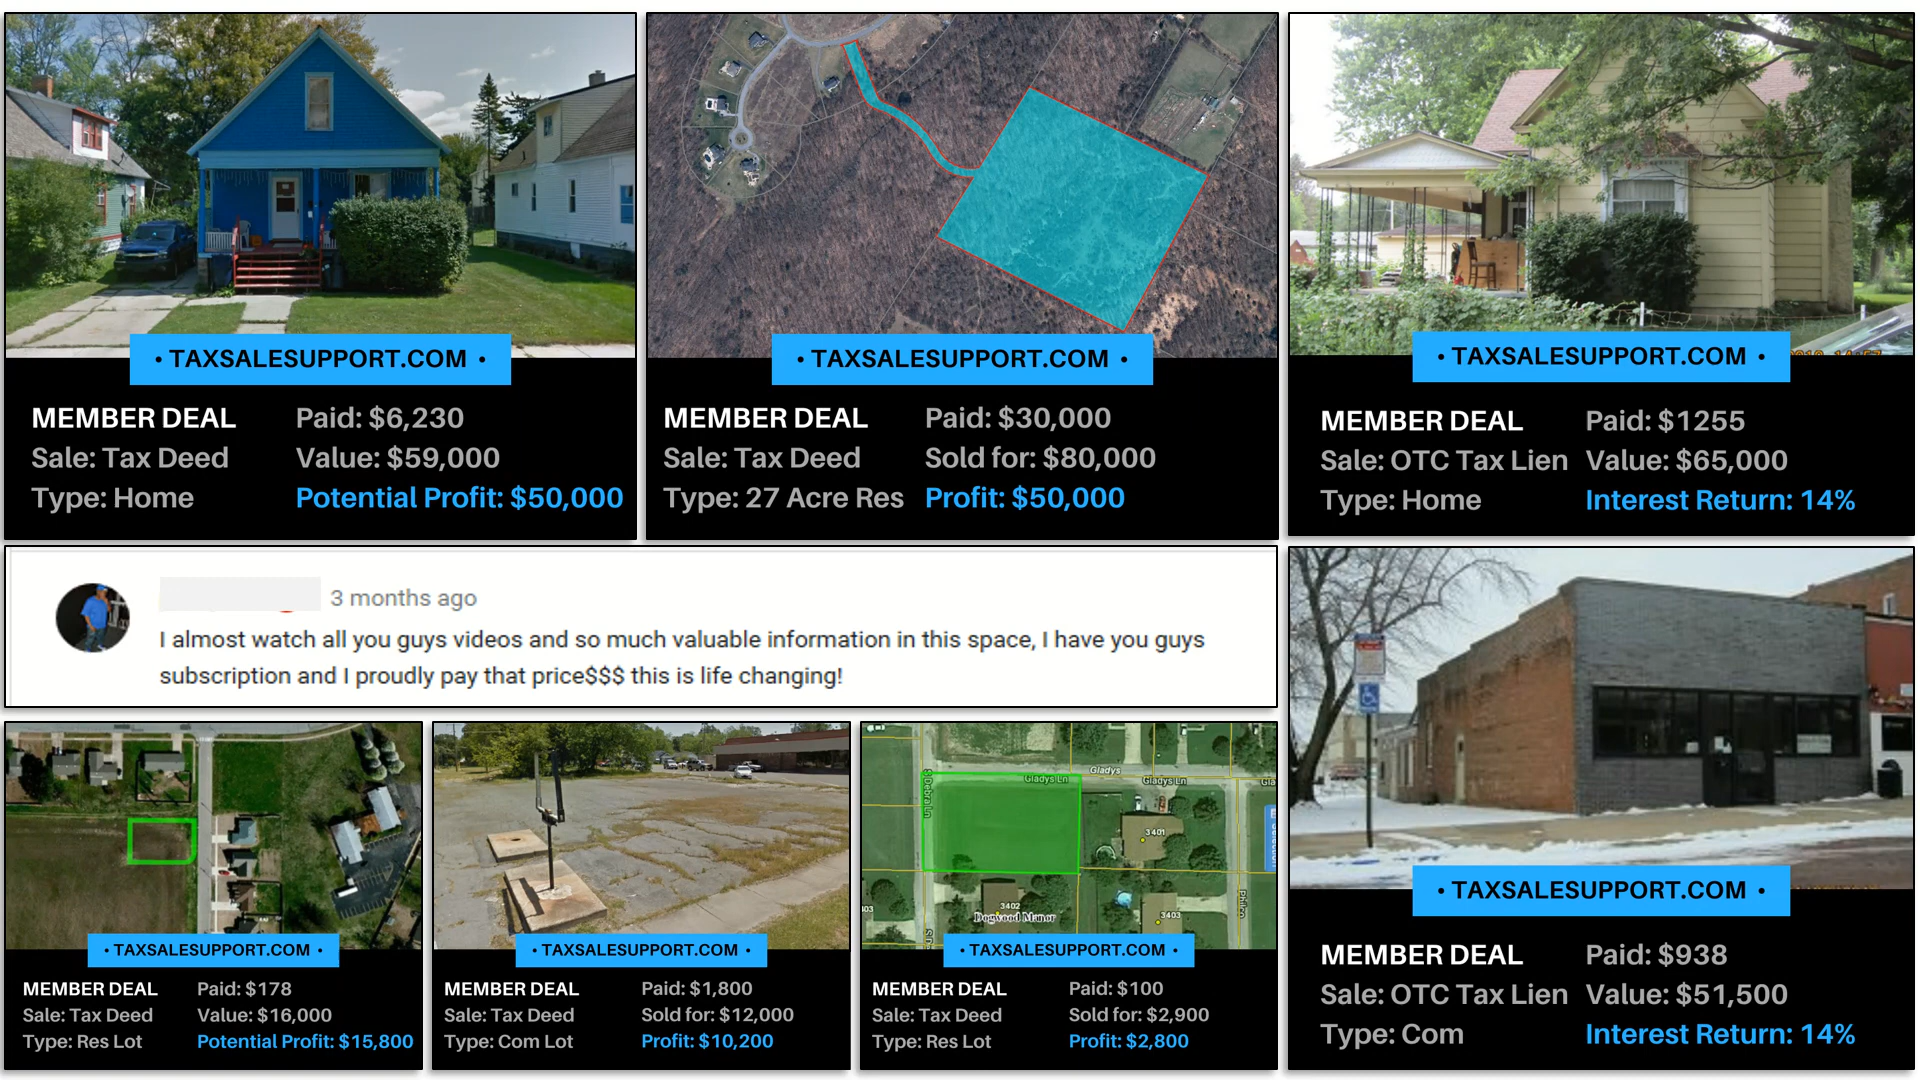 • TAXSALESUPPORT.COM •
MEMBER DEAL
Sale: Tax Deed
Type: Home
Paid: $6,230
Value: $59,000
Potential Profit: $50,000
• TAXSALESUPPORT.COM •
MEMBER DEAL
Sale: Tax Deed
Type: 27 Acre Res
Paid: $30,000
Sold for: $80,000
Profit: $50,000
• TAXSALESUPPORT.COM •
MEMBER DEAL
Sale: OTC Tax Lien
Type: Home
Paid: $1255
Value: $65,000
Interest Return: 14%
3 months ago
I almost watch all you guys videos and so much valuable information in this space, I have you guys
subscription and I proudly pay that price$$$ this is life changing!
• TAXSALESUPPORT.COM •
MEMBER DEAL
Sale: Tax Deed
Type: Res Lot
Paid: $178
Value: $16,000
Potential Profit: $15,800
• TAXSALESUPPORT.COM •
MEMBER DEAL
Sale: Tax Deed
Type: Com Lot
Paid: $1,800
Sold for: $12,000
Profit: $10,200
Gladys
Gladys Ln
Gladys Ln
S Debra Ln
3401
3402
3403
Dogwood Manor
• TAXSALESUPPORT.COM •
MEMBER DEAL
Sale: Tax Deed
Type: Res Lot
Paid: $100
Sold for: $2,900
Profit: $2,800
• TAXSALESUPPORT.COM •
MEMBER DEAL
Sale: OTC Tax Lien
Type: Com
Paid: $938
Value: $51,500
Interest Return: 14%